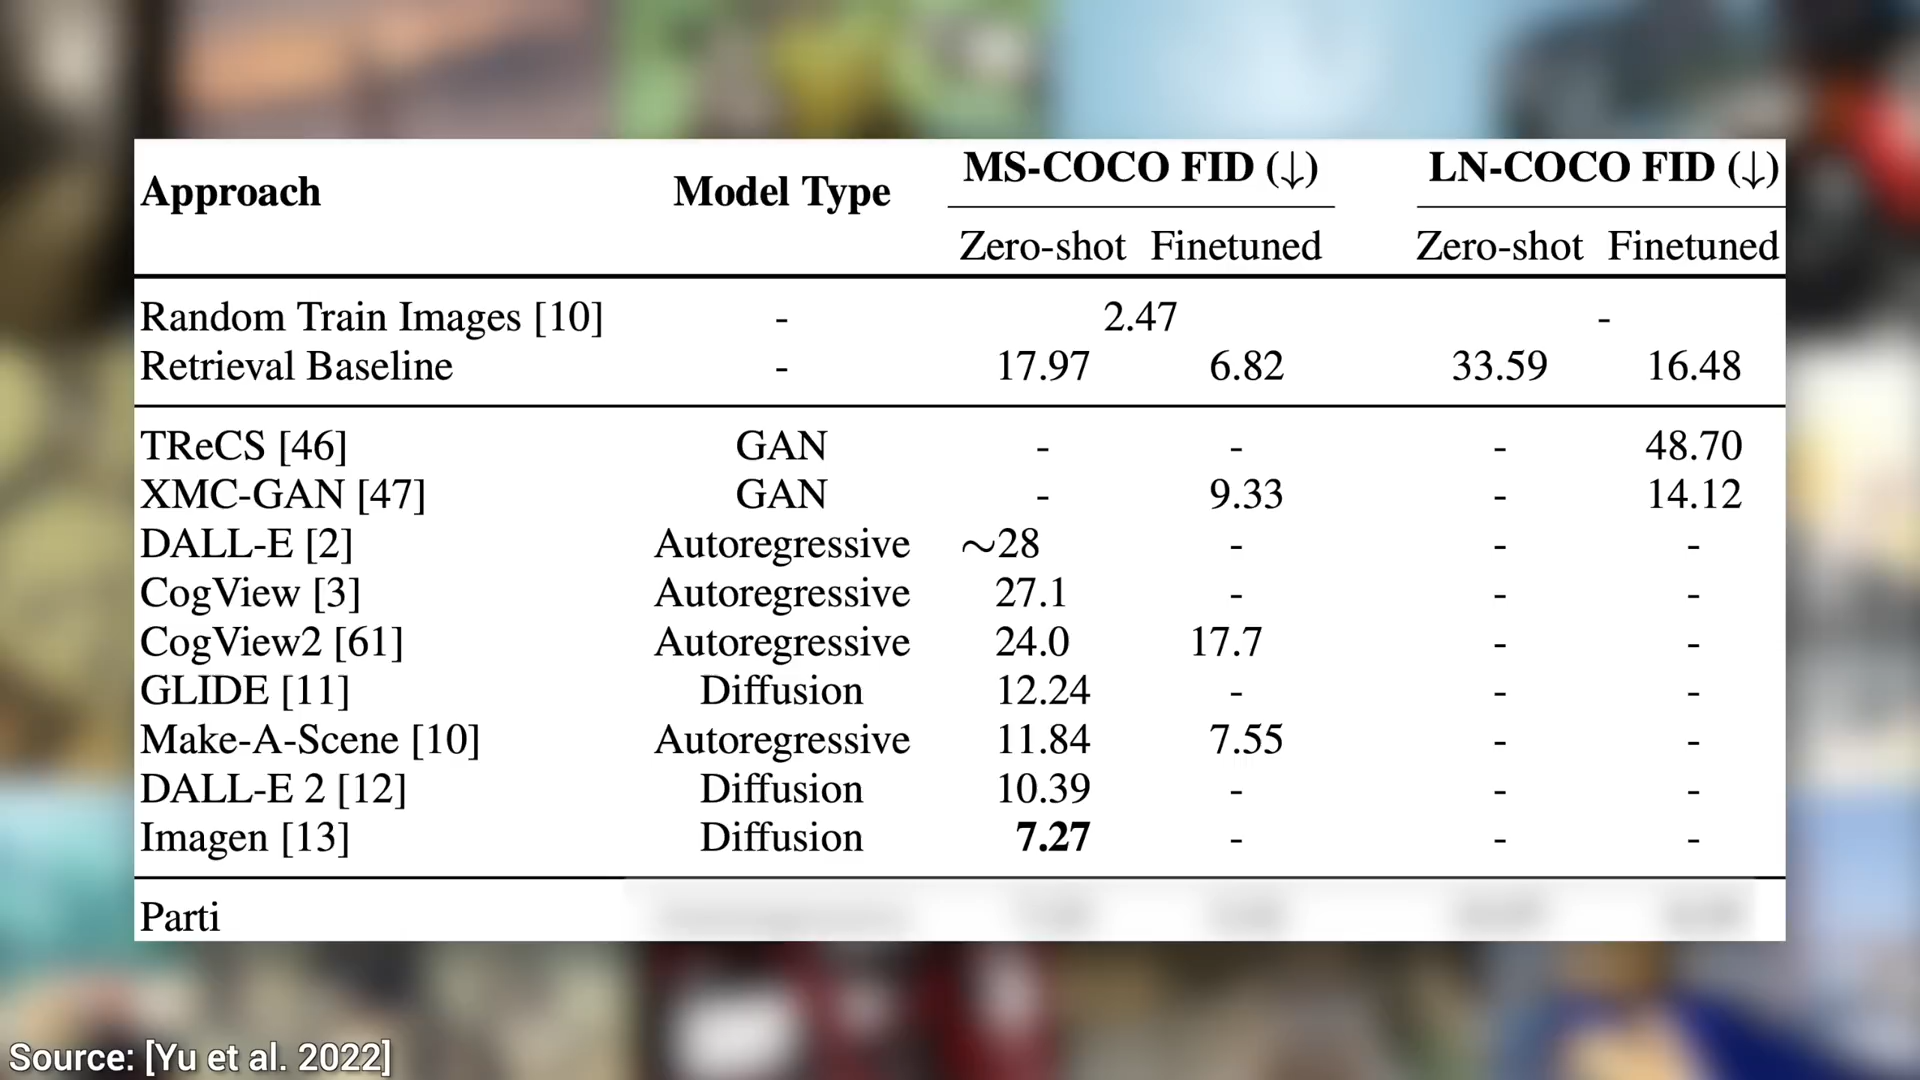 Approach Model Type MS-COCO FID (↓) LN-COCO FID (↓)
Zero-shot Finetuned Zero-shot Finetuned
Random Train Images [10] - 2.47 -
Retrieval Baseline - 17.97 6.82 33.59 16.48
TReCS [46] GAN - - - 48.70
XMC-GAN [47] GAN - 9.33 - 14.12
DALL-E [2] Autoregressive ~28 - - -
CogView [3] Autoregressive 27.1 - - -
CogView2 [61] Autoregressive 24.0 17.7 - -
GLIDE [11] Diffusion 12.24 - - -
Make-A-Scene [10] Autoregressive 11.84 7.55 - -
DALL-E 2 [12] Diffusion 10.39 - - -
Imagen [13] Diffusion 7.27 - - -
Parti
Source: [Yu et al. 2022]